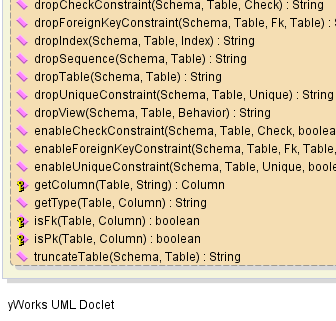 dropCheckConstraint(Schema, Table, Check) : String
dropForeignKeyConstraint(Schema, Table, Fk, Table) :
dropIndex(Schema, Table, Index) : String
dropSequence(Schema, Table) : String
dropTable(Schema, Table) : String
dropUniqueConstraint(Schema, Table, Unique) : String
dropView(Schema, Table, Behavior) : String
enableCheckConstraint(Schema, Table, Check, boolea
enableForeignKeyConstraint(Schema, Table, Fk, Table,
enableUniqueConstraint(Schema, Table, Unique, boole
getColumn(Table, String) : Column
getType(Table, Column) : String
isFk(Table, Column) : boolean
isPk(Table, Column) : boolean
truncateTable(Schema, Table) : String
yWorks UML Doclet